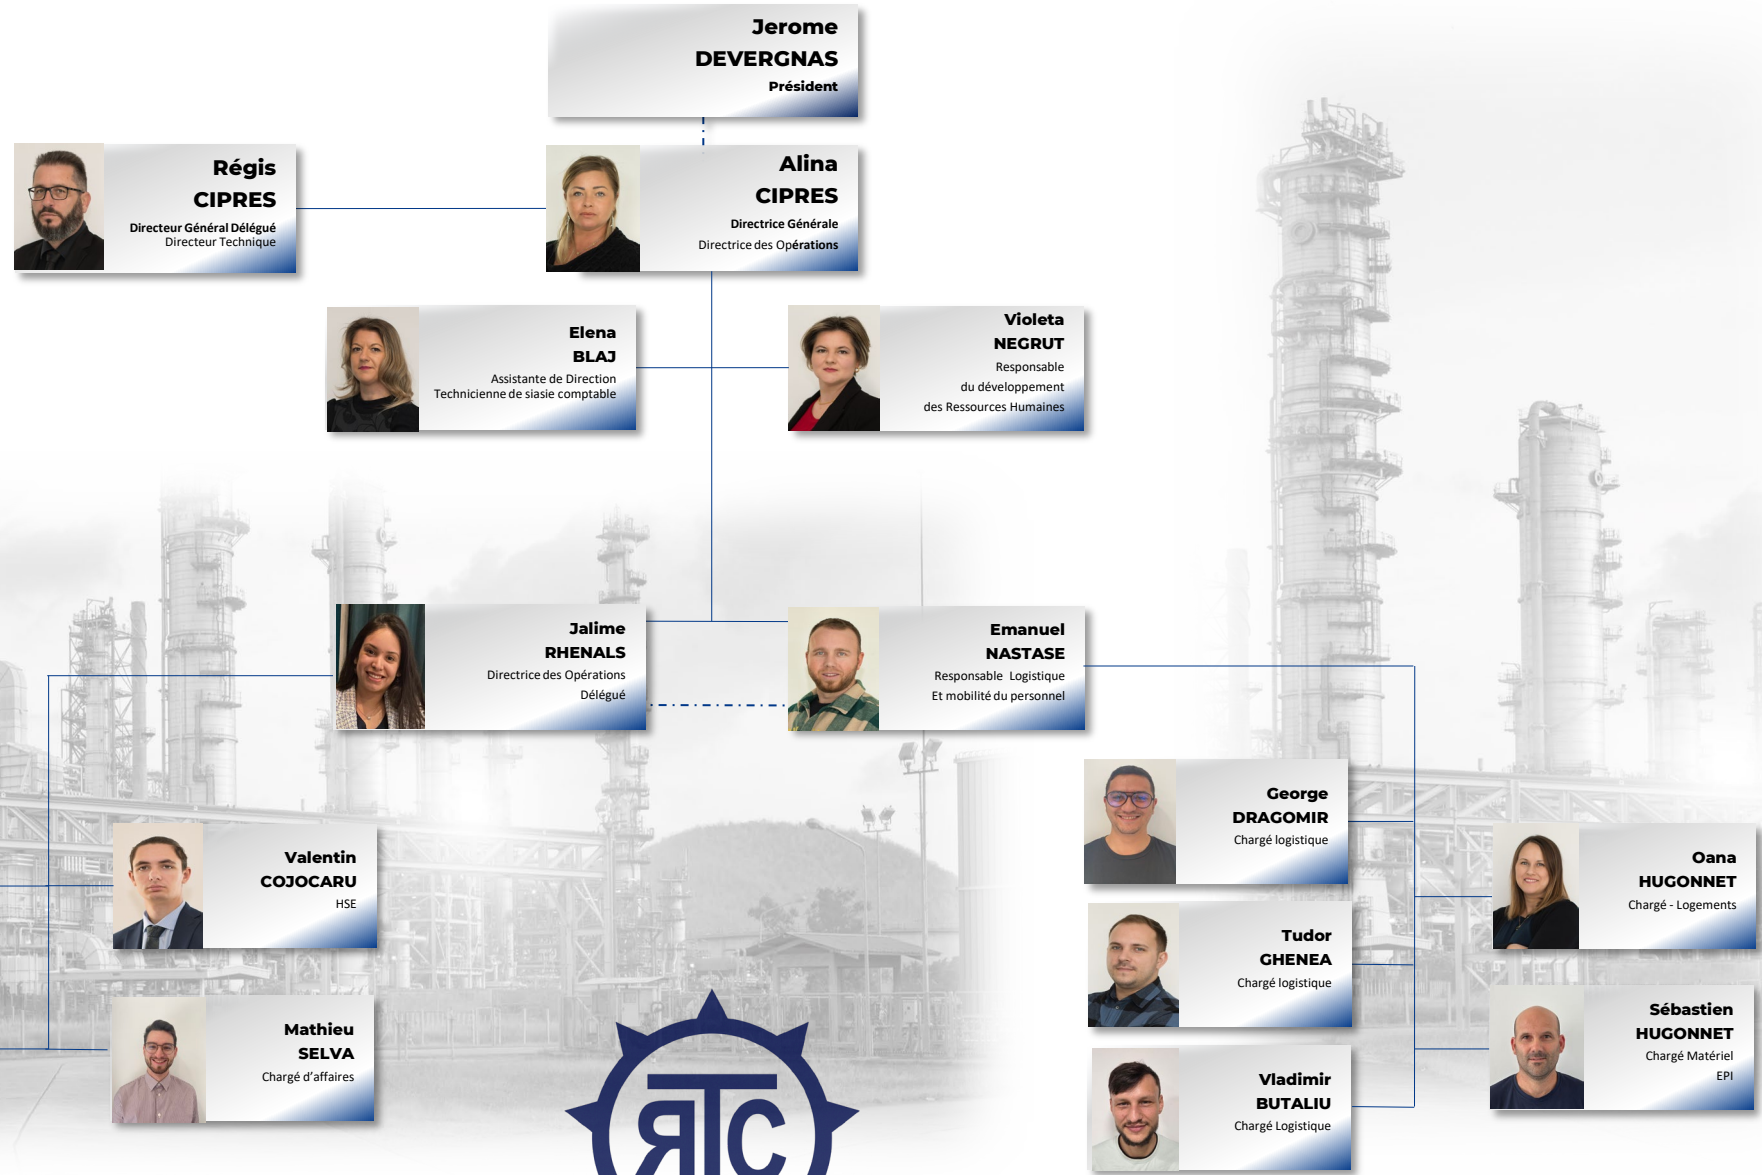 Jerome
DEVERGNAS
Président
Régis
CIPRES
Directeur Général Délégué
Directeur Technique
Alina
CIPRES
Directrice Générale
Directrice des Opérations
Elena
BLAJ
Assistante de Direction
Technicienne de siasie comptable
Violeta
NEGRUT
Responsable
du développement
des Ressources Humaines
Jalime
RHENALS
Directrice des Opérations
Délégué
Emanuel
NASTASE
Responsable Logistique
Et mobilité du personnel
Valentin
COJOCARU
HSE
Mathieu
SELVA
Chargé d'affaires
George
DRAGOMIR
Chargé logistique
Tudor
GHENEA
Chargé logistique
Vladimir
BUTALIU
Chargé Logistique
Oana
HUGONNET
Chargé - Logements
Sébastien
HUGONNET
Chargé Matériel
EPI
RTC